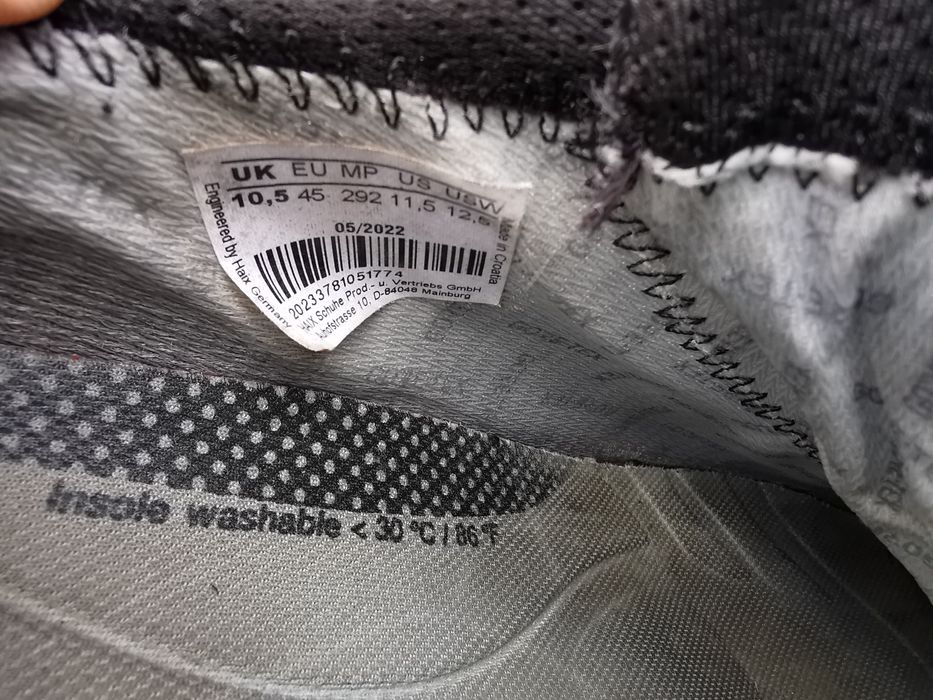 UK EU MP US USW
10,5 45 292 11,5 12,5
05/2022
20233781051774
HAIX Schuhe Prod.- u. Vertriebs GmbH
10, D-84048 Mainburg
Engineered by Haix Germany
Made in Croatia
insole washable < 30 °C / 86 °F